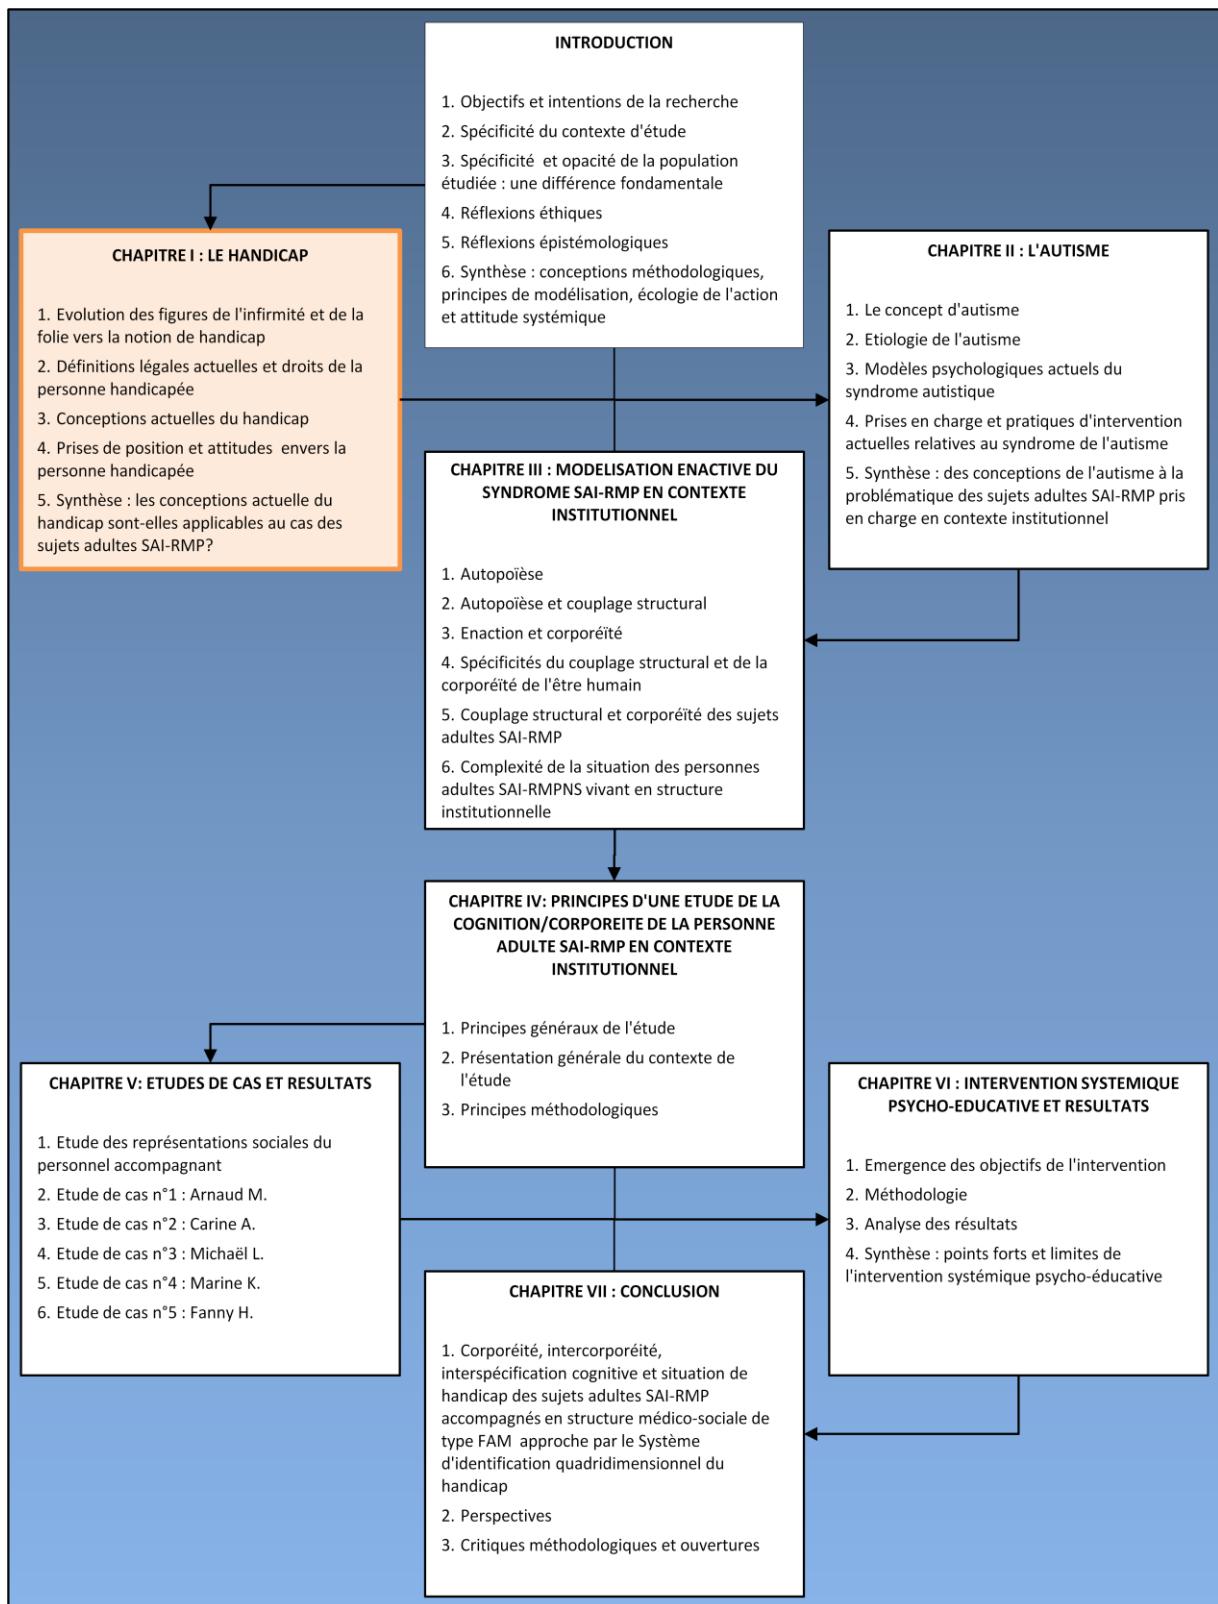 INTRODUCTION
1. Objectifs et intentions de la recherche
2. Spécificité du contexte d'étude
3. Spécificité et opacité de la population
étudiée : une différence fondamentale
4. Réflexions éthiques
5. Réflexions épistémologiques
6. Synthèse : conceptions méthodologiques,
principes de modélisation, écologie de l'action
et attitude systémique
CHAPITRE I : LE HANDICAP
1. Evolution des figures de l'infirmité et de la
folie vers la notion de handicap
2. Définitions légales actuelles et droits de la
personne handicapée
3. Conceptions actuelles du handicap
4. Prises de position et attitudes envers la
personne handicapée
5. Synthèse : les conceptions actuelle du
handicap sont-elles applicables au cas des
sujets adultes SAI-RMP?
CHAPITRE II : L'AUTISME
1. Le concept d'autisme
2. Etiologie de l'autisme
3. Modèles psychologiques actuels du
syndrome autistique
4. Prises en charge et pratiques d'intervention
actuelles relatives au syndrome de l'autisme
5. Synthèse : des conceptions de l'autisme à la
problématique des sujets adultes SAI-RMP pris
en charge en contexte institutionnel
CHAPITRE III : MODELISATION ENACTIVE DU
SYNDROME SAI-RMP EN CONTEXTE
INSTITUTIONNEL
1. Autopoïèse
2. Autopoïèse et couplage structural
3. Enaction et corporéïté
4. Spécificités du couplage structural et de la
corporéïté de l'être humain
5. Couplage structural et corporéïté des sujets
adultes SAI-RMP
6. Complexité de la situation des personnes
adultes SAI-RMPNS vivant en structure
institutionnelle
CHAPITRE IV: PRINCIPES D'UNE ETUDE DE LA
COGNITION/CORPOREITE DE LA PERSONNE
ADULTE SAI-RMP EN CONTEXTE
INSTITUTIONNEL
1. Principes généraux de l'étude
2. Présentation générale du contexte de
l'étude
3. Principes méthodologiques
CHAPITRE V: ETUDES DE CAS ET RESULTATS
1. Etude des représentations sociales du
personnel accompagnant
2. Etude de cas n°1 : Arnaud M.
3. Etude de cas n°2 : Carine A.
4. Etude de cas n°3 : Michaël L.
5. Etude de cas n°4 : Marine K.
6. Etude de cas n°5 : Fanny H.
CHAPITRE VI : INTERVENTION SYSTEMIQUE
PSYCHO-EDUCATIVE ET RESULTATS
1. Emergence des objectifs de l'intervention
2. Méthodologie
3. Analyse des résultats
4. Synthèse : points forts et limites de
l'intervention systémique psycho-éducative
CHAPITRE VII : CONCLUSION
1. Corporéité, intercorporéité,
interspécification cognitive et situation de
handicap des sujets adultes SAI-RMP
accompagnés en structure médico-sociale de
type FAM approche par le Système
d'identification quadridimensionnel du
handicap
2. Perspectives
3. Critiques méthodologiques et ouvertures